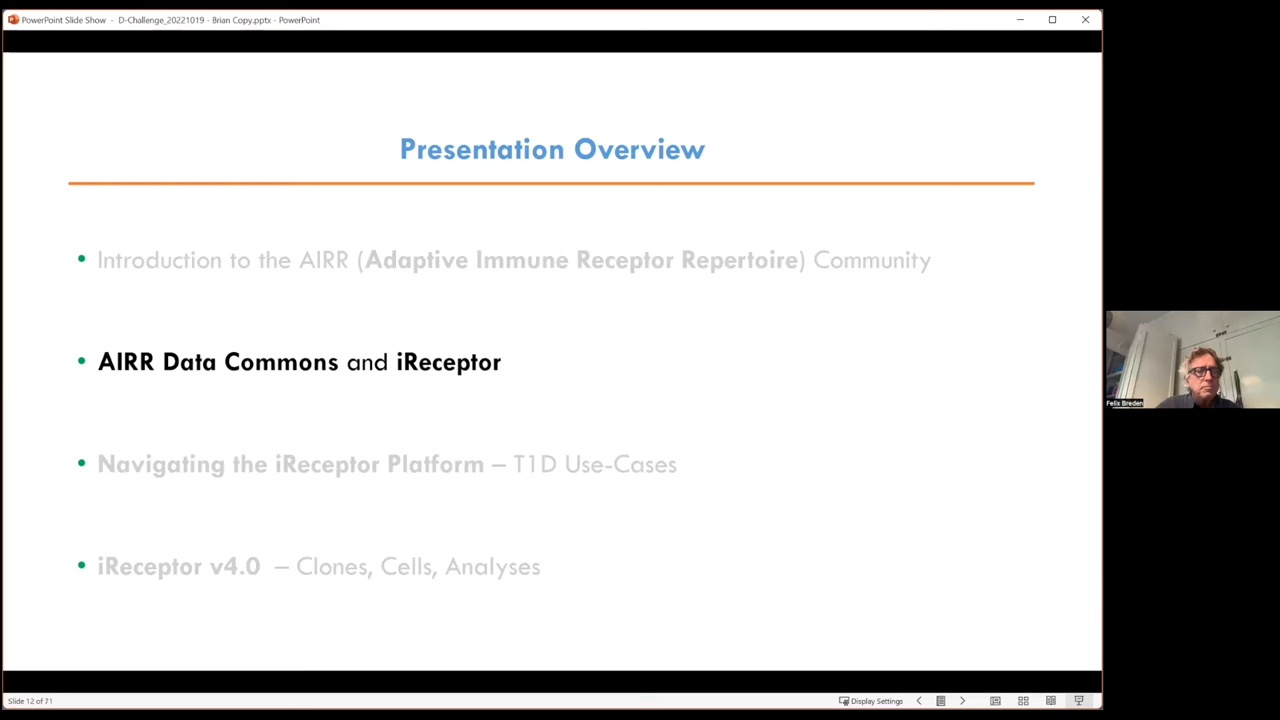 PowerPoint Slide Show - D-Challenge_20221019 - Brian Copy.pptx - PowerPoint
Presentation Overview
• Introduction to the AIRR (Adaptive Immune Receptor Repertoire) Community
• AIRR Data Commons and iReceptor
• Navigating the iReceptor Platform – T1D Use-Cases
• iReceptor v4.0 – Clones, Cells, Analyses
Felix Breden
Slide 12 of 71
Display Settings